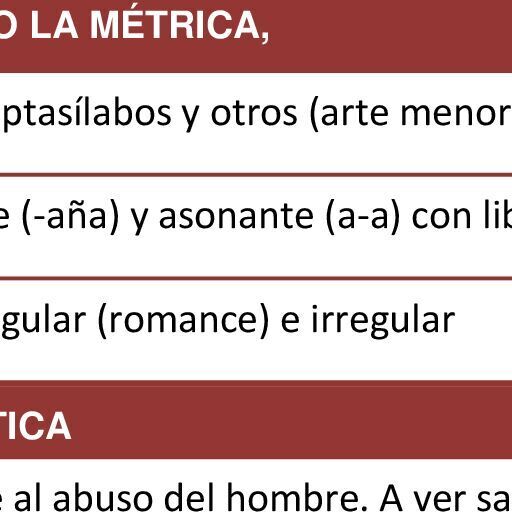 O LA MÉTRICA,
ptasílabos y otros (arte menor
e (-aña) y asonante (a-a) con lib
gular (romance) e irregular
TICA
e al abuso del hombre. A ver sa